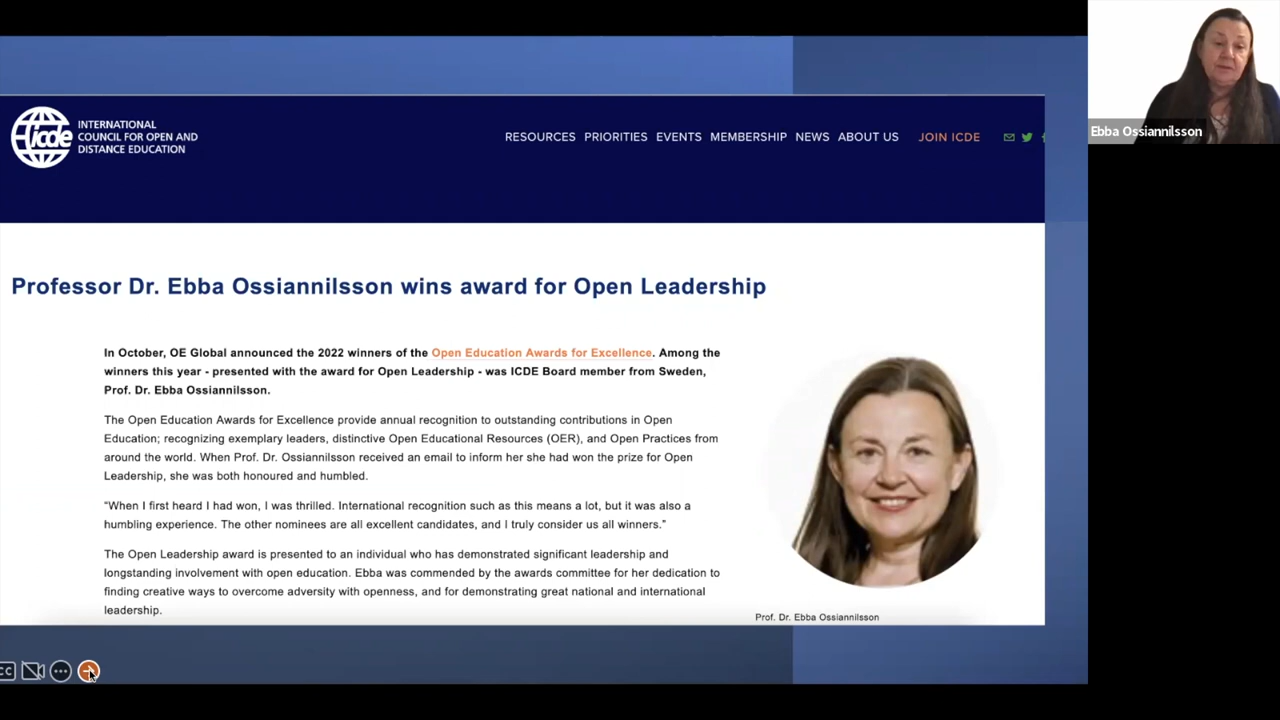 Ebba Ossiannilsson
icde
INTERNATIONAL
COUNCIL FOR OPEN AND
DISTANCE EDUCATION
RESOURCES PRIORITIES EVENTS MEMBERSHIP NEWS ABOUT US JOIN ICDE
Professor Dr. Ebba Ossiannilsson wins award for Open Leadership
In October, OE Global announced the 2022 winners of the Open Education Awards for Excellence. Among the
winners this year - presented with the award for Open Leadership - was ICDE Board member from Sweden,
Prof. Dr. Ebba Ossiannilsson.
The Open Education Awards for Excellence provide annual recognition to outstanding contributions in Open
Education; recognizing exemplary leaders, distinctive Open Educational Resources (OER), and Open Practices from
around the world. When Prof. Dr. Ossiannilsson received an email to inform her she had won the prize for Open
Leadership, she was both honoured and humbled.
“When I first heard I had won, I was thrilled. International recognition such as this means a lot, but it was also a
humbling experience. The other nominees are all excellent candidates, and I truly consider us all winners.”
The Open Leadership award is presented to an individual who has demonstrated significant leadership and
longstanding involvement with open education. Ebba was commended by the awards committee for her dedication to
finding creative ways to overcome adversity with openness, and for demonstrating great national and international
leadership.
Prof. Dr. Ebba Ossiannilsson
CC